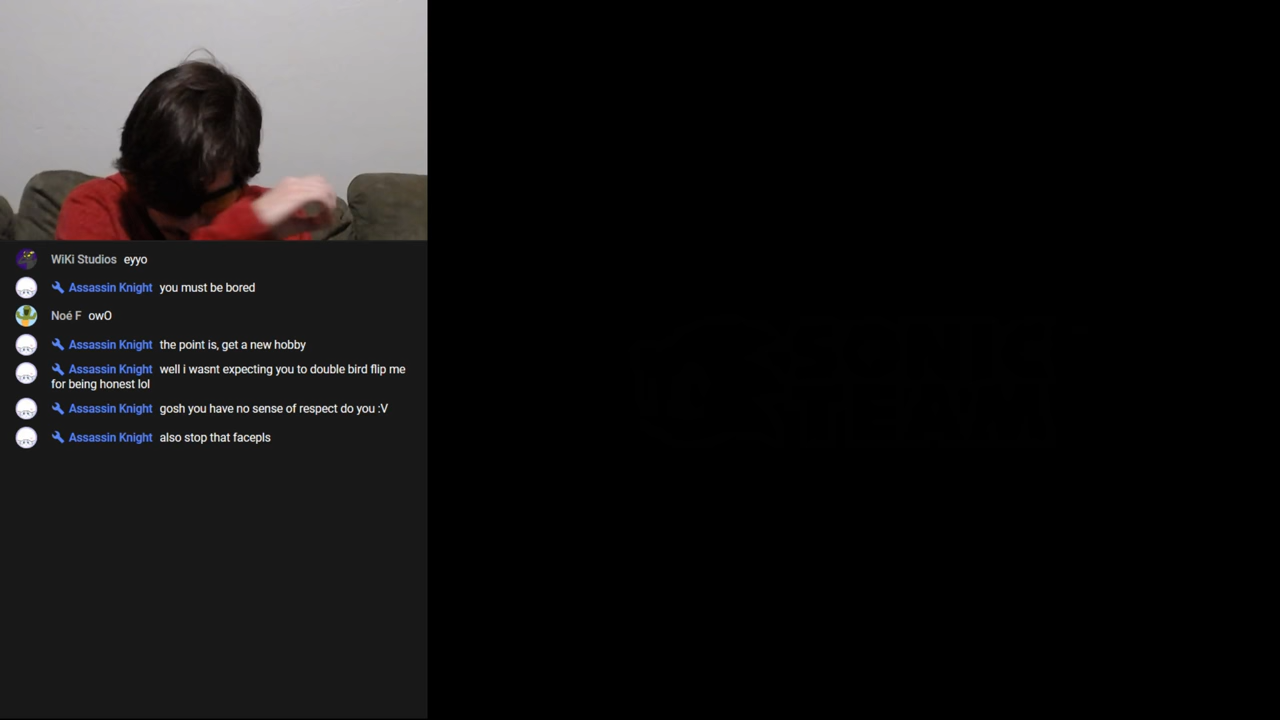 WiKi Studios eyyo
Assassin Knight you must be bored
Noé F owO
Assassin Knight the point is, get a new hobby
Assassin Knight well i wasnt expecting you to double bird flip me
for being honest lol
Assassin Knight gosh you have no sense of respect do you :V
Assassin Knight also stop that facepls
SONIC
TEAM